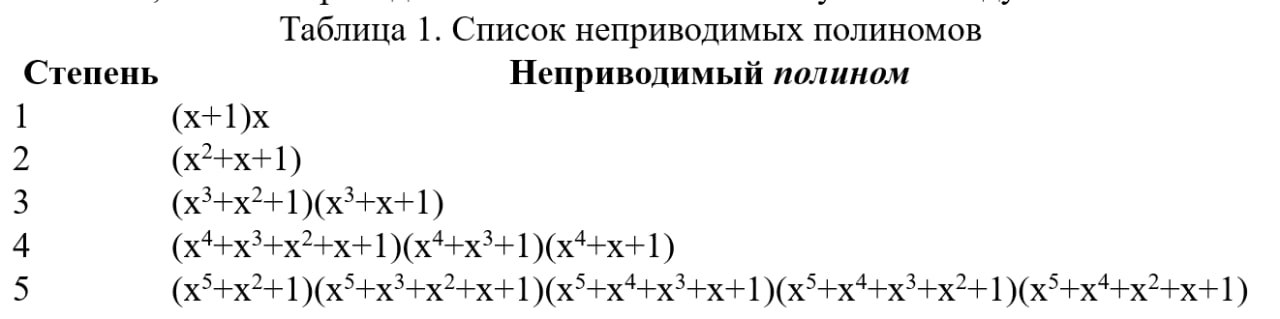 Таблица 1. Список неприводимых полиномов
Степень Неприводимый полином
1 (x+1)x
2 (x²+x+1)
3 (x³+x²+1)(x³+x+1)
4 (x⁴+x³+x²+x+1)(x⁴+x³+1)(x⁴+x+1)
5 (x⁵+x²+1)(x⁵+x³+x²+x+1)(x⁵+x⁴+x³+x+1)(x⁵+x⁴+x³+x²+1)(x⁵+x⁴+x²+x+1)